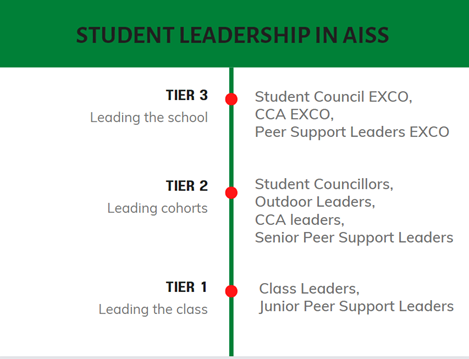 STUDENT LEADERSHIP IN AISS
TIER 3
Leading the school
Student Council EXCO,
CCA EXCO,
Peer Support Leaders EXCO
TIER 2
Leading cohorts
Student Councillors,
Outdoor Leaders,
CCA leaders,
Senior Peer Support Leaders
TIER 1
Leading the class
Class Leaders,
Junior Peer Support Leaders